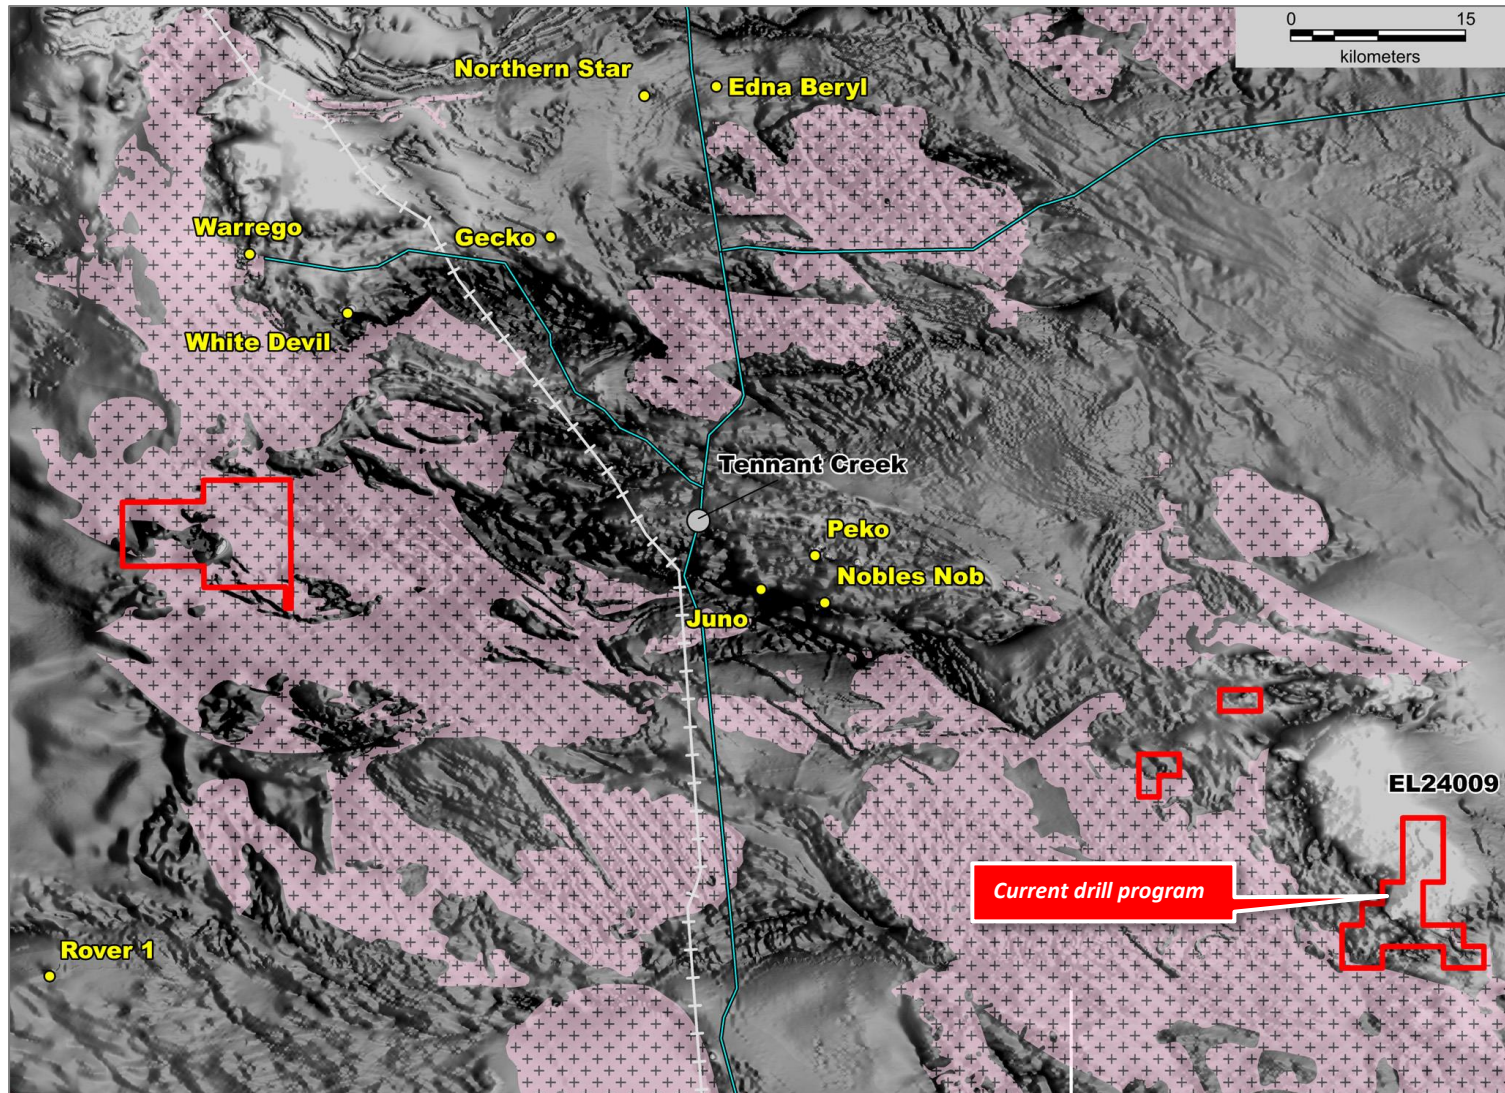 0 15
kilometers
Northern Star
Edna Beryl
Warrego
Gecko
White Devil
Tennant Creek
Peko
Nobles Nob
Juno
EL24009
Current drill program
Rover 1